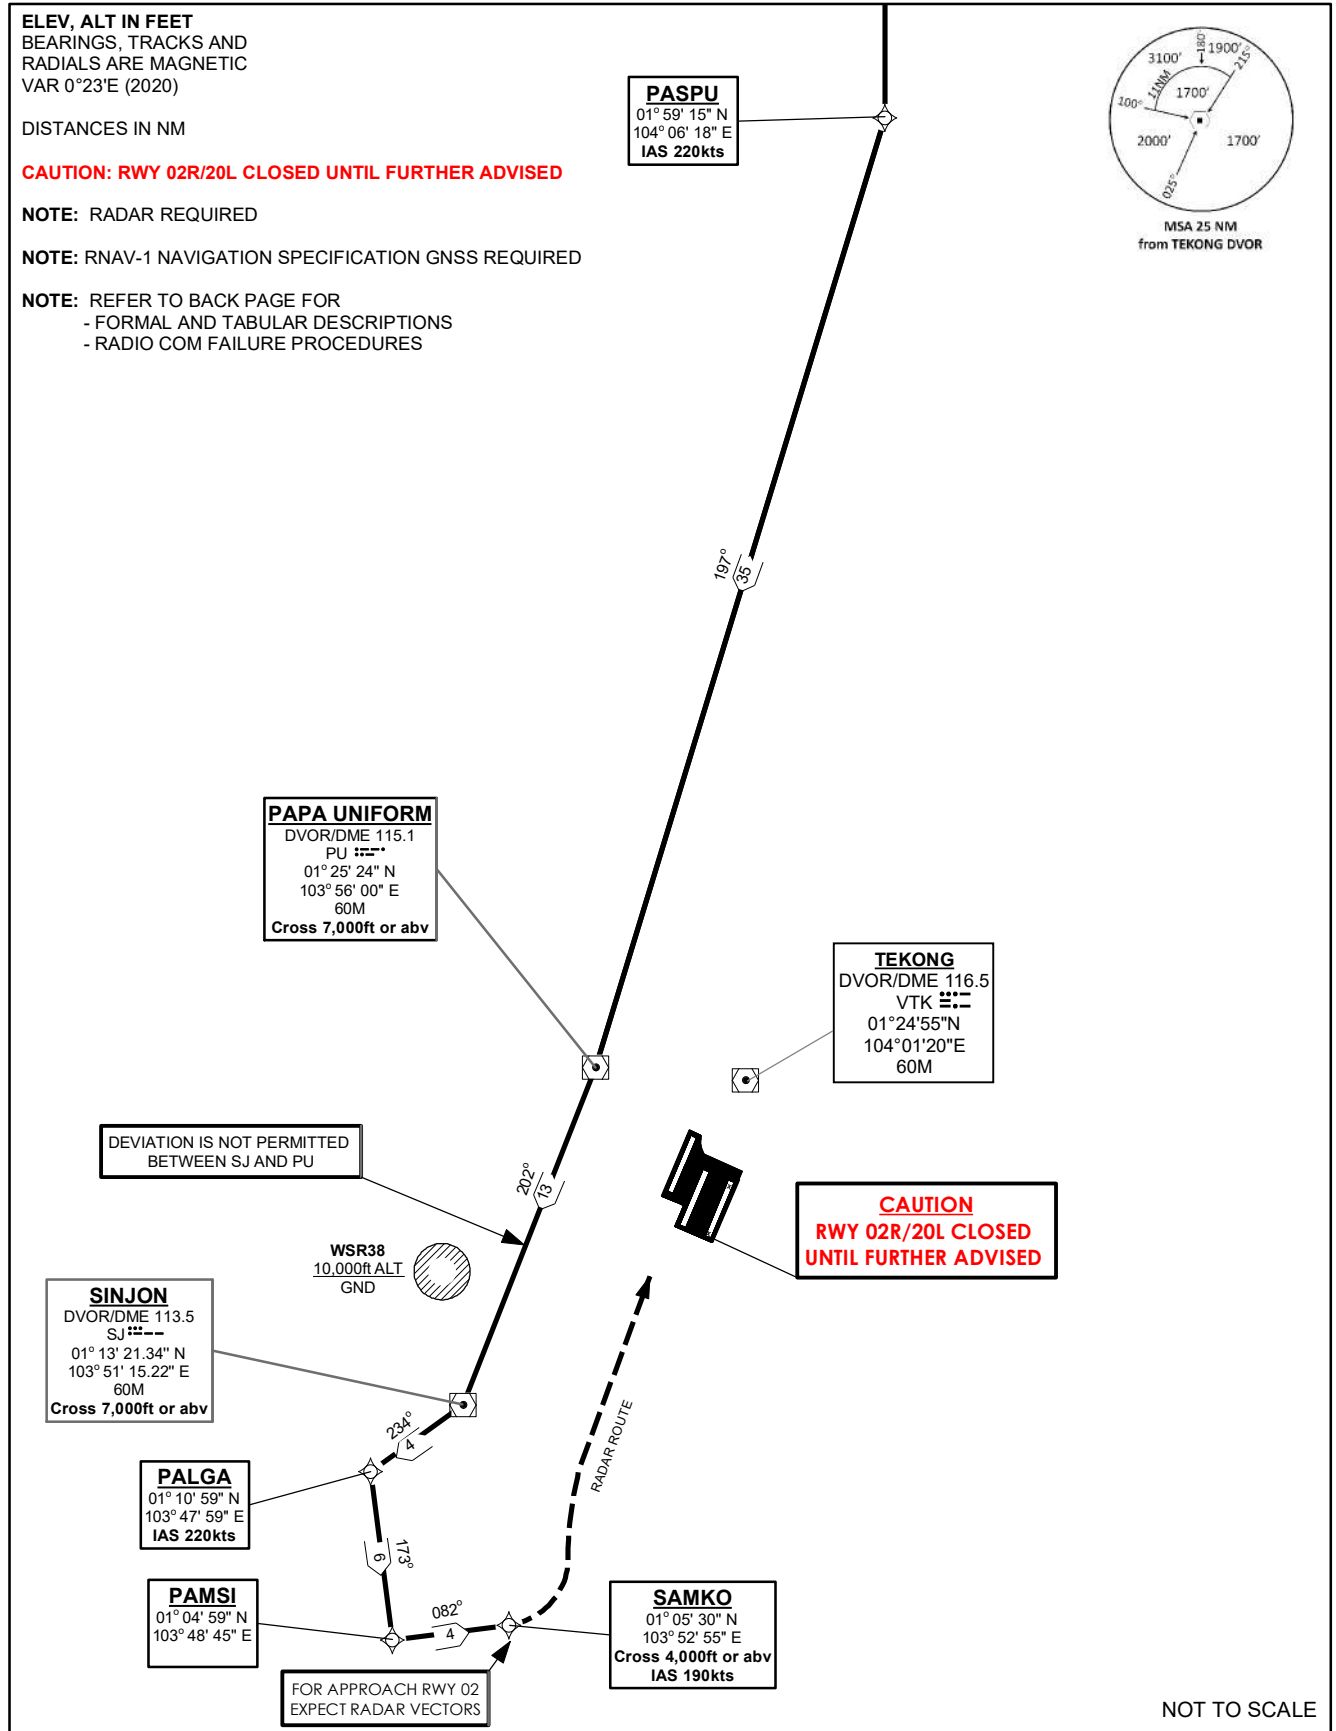 ELEV, ALT IN FEET
BEARINGS, TRACKS AND
RADIALS ARE MAGNETIC
VAR 0°23'E (2020)
DISTANCES IN NM
CAUTION: RWY 02R/20L CLOSED UNTIL FURTHER ADVISED
NOTE: RADAR REQUIRED
NOTE: RNAV-1 NAVIGATION SPECIFICATION GNSS REQUIRED
NOTE: REFER TO BACK PAGE FOR
- FORMAL AND TABULAR DESCRIPTIONS
- RADIO COM FAILURE PROCEDURES
PASPU
01° 59' 15" N
104° 06' 18" E
IAS 220kts
3100'
180°
1900'
215°
11NM
1700'
100°
2000'
1700'
025°
MSA 25 NM
from TEKONG DVOR
197°
35
PAPA UNIFORM
DVOR/DME 115.1
PU
01° 25' 24" N
103° 56' 00" E
60M
Cross 7,000ft or abv
TEKONG
DVOR/DME 116.5
VTK
01°24'55"N
104°01'20"E
60M
DEVIATION IS NOT PERMITTED
BETWEEN SJ AND PU
202°
13
CAUTION
RWY 02R/20L CLOSED
UNTIL FURTHER ADVISED
WSR38
10,000ft ALT
GND
SINJON
DVOR/DME 113.5
SJ
01° 13' 21.34" N
103° 51' 15.22" E
60M
Cross 7,000ft or abv
234°
4
RADAR ROUTE
PALGA
01° 10' 59" N
103° 47' 59" E
IAS 220kts
173°
6
PAMSI
01° 04' 59" N
103° 48' 45" E
082°
4
SAMKO
01° 05' 30" N
103° 52' 55" E
Cross 4,000ft or abv
IAS 190kts
FOR APPROACH RWY 02
EXPECT RADAR VECTORS
NOT TO SCALE